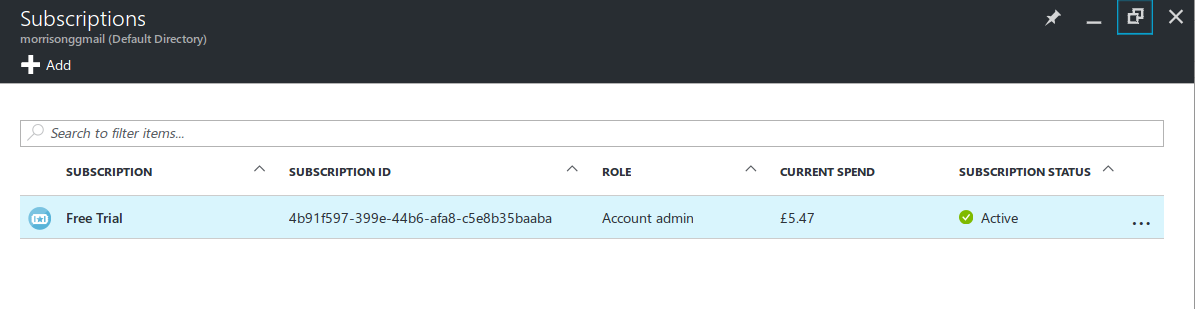 Subscriptions
morrisonggmail (Default Directory)
Add
Search to filter items...
SUBSCRIPTION SUBSCRIPTION ID ROLE CURRENT SPEND SUBSCRIPTION STATUS
Free Trial 4b91f597-399e-44b6-afa8-c5e8b35baaba Account admin £5.47 Active ...